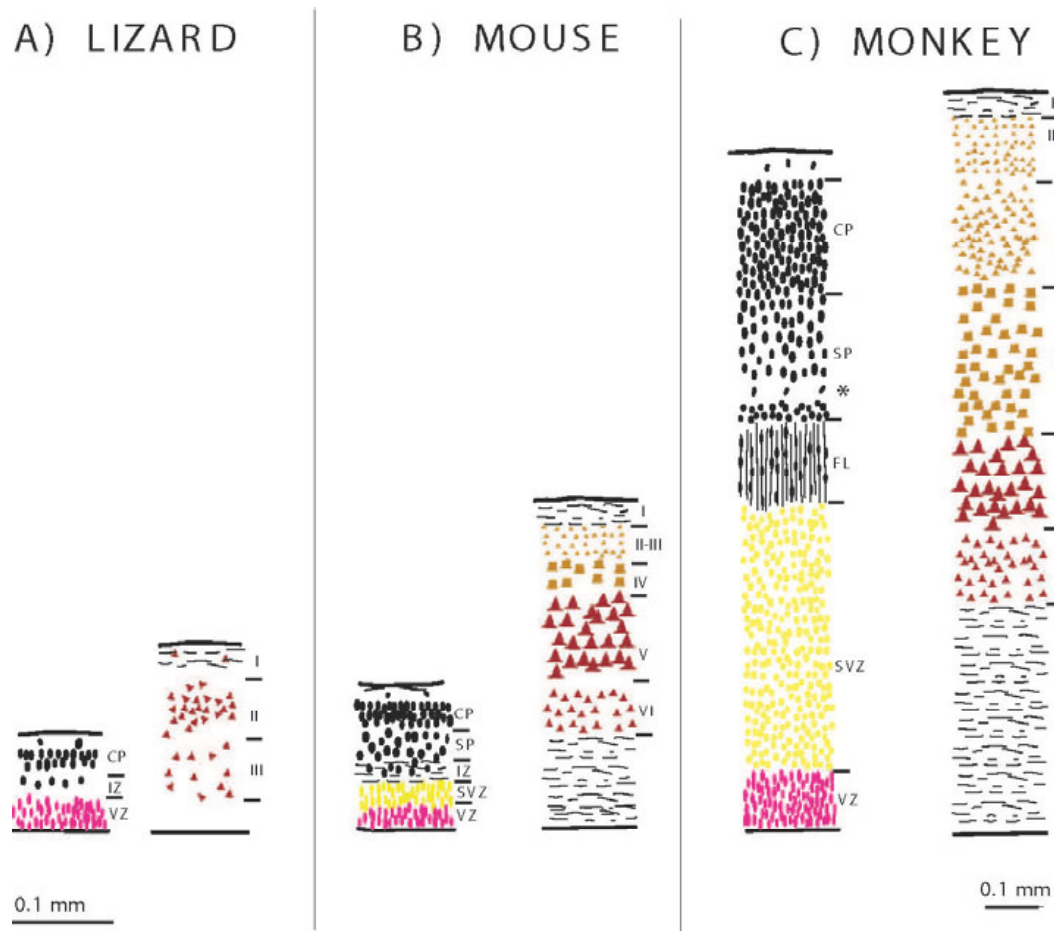 A) LIZARD
B) MOUSE
C) MONKEY
I
II
III
CP
IZ
VZ
0.1 mm
I
II-III
IV
V
VI
CP
SP
IZ
SVZ
VZ
I
II
CP
SP
*
FL
SVZ
VZ
0.1 mm